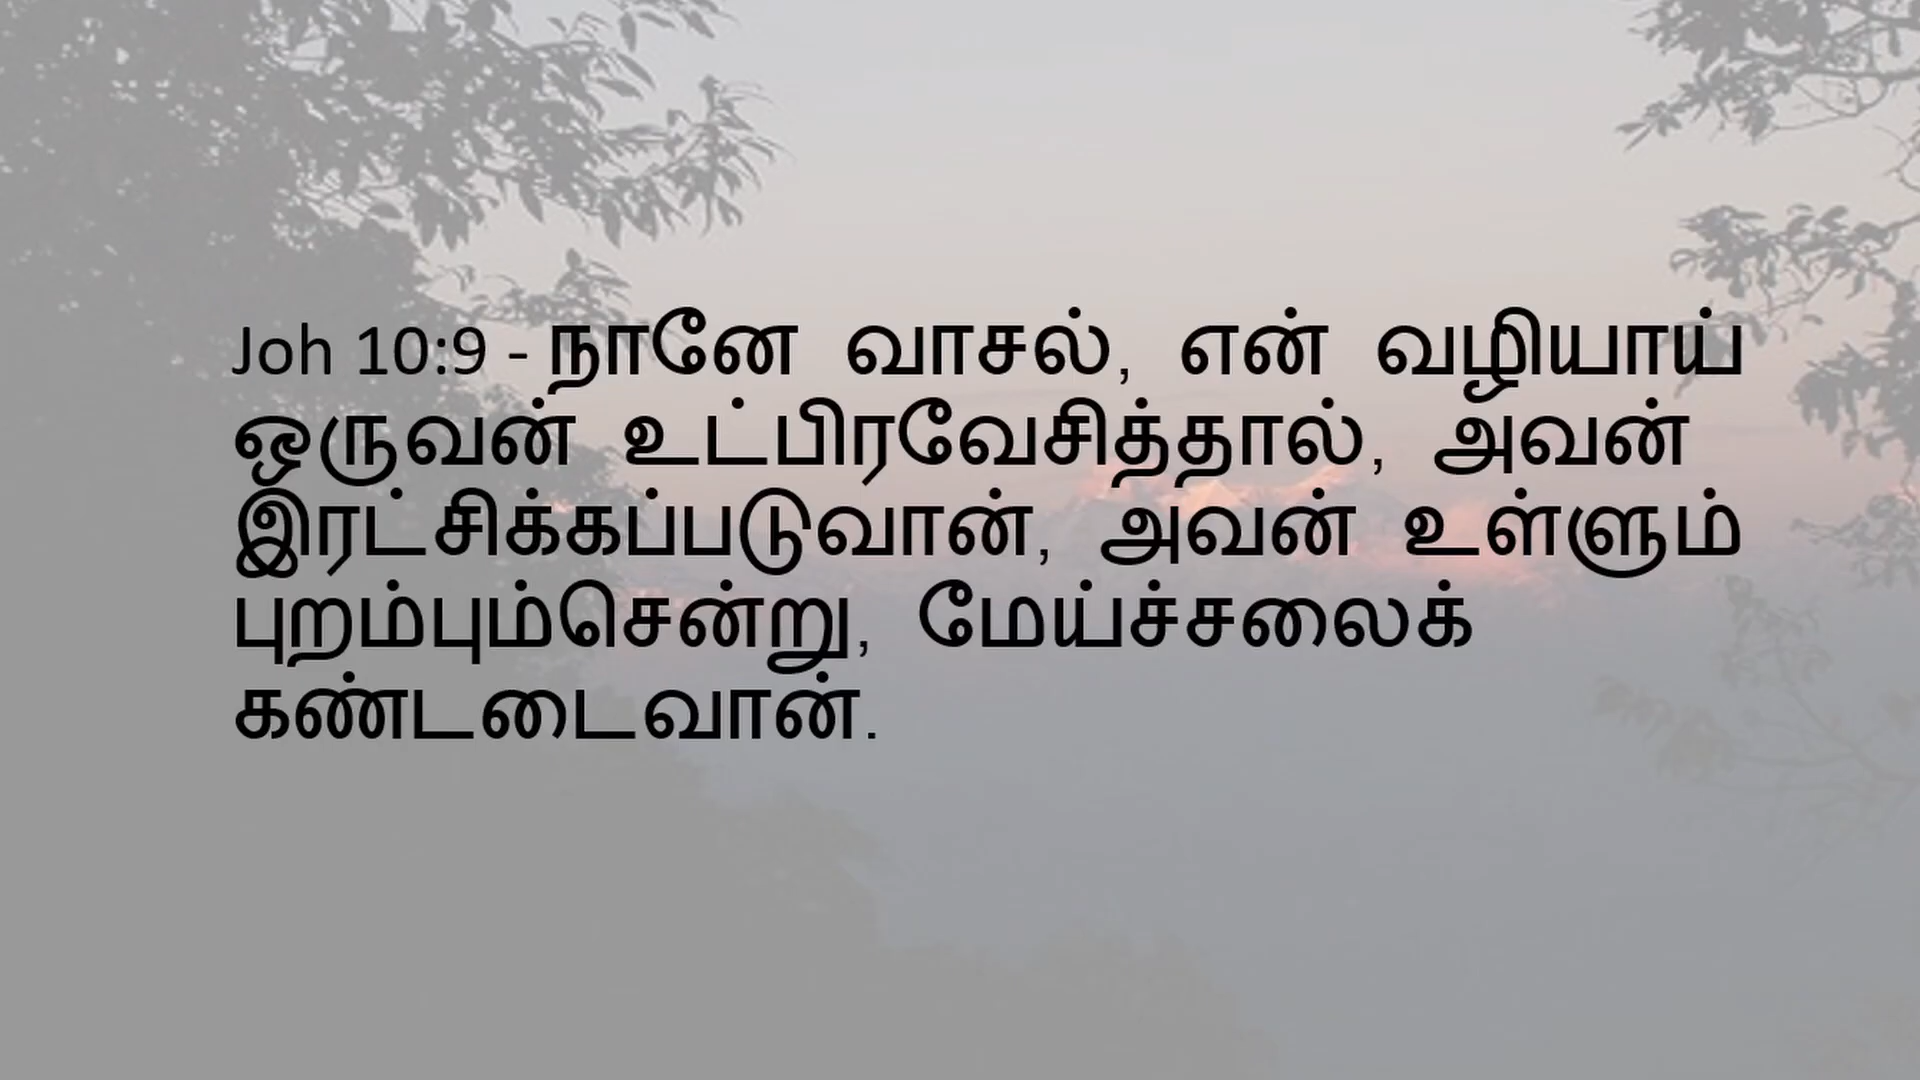 Joh 10:9 - நானே வாசல், என் வழியாய்
ஒருவன் உட்பிரவேசித்தால், அவன்
இரட்சிக்கப்படுவான், அவன் உள்ளும்
புறம்பும்சென்று, மேய்ச்சலைக்
கண்டடைவான்.